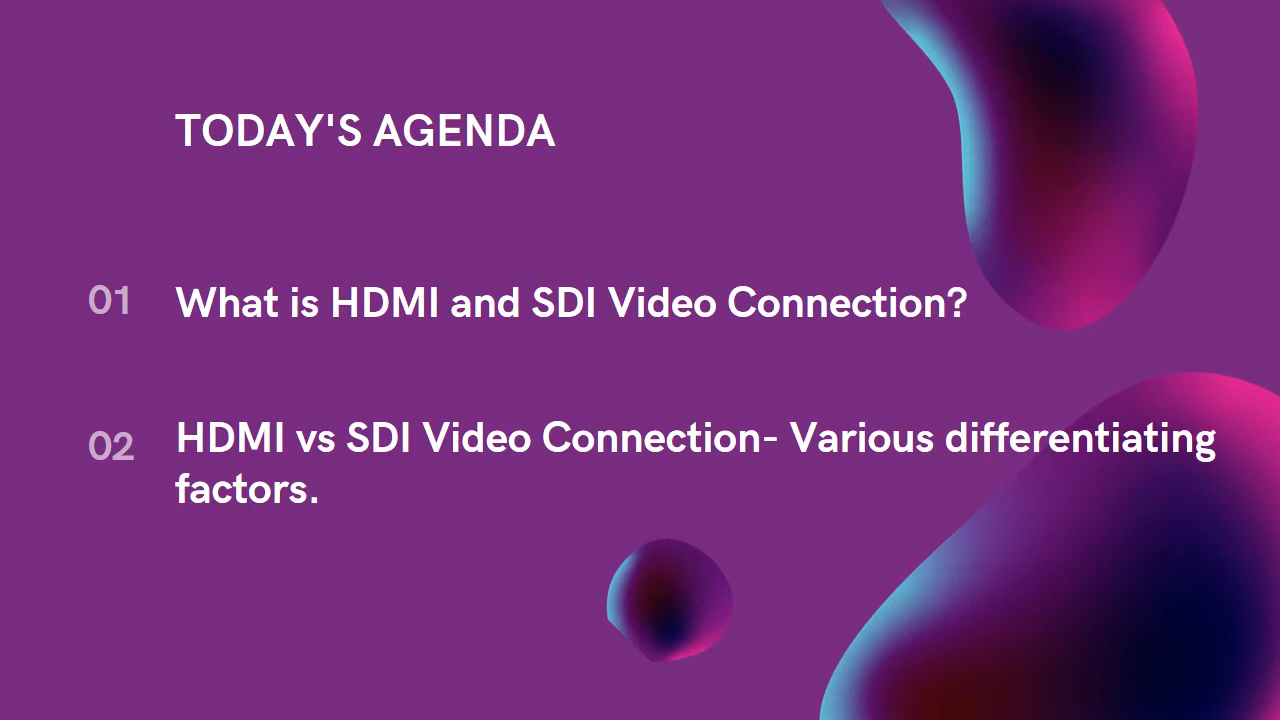 TODAY'S AGENDA
01 What is HDMI and SDI Video Connection?
02 HDMI vs SDI Video Connection- Various differentiating
factors.